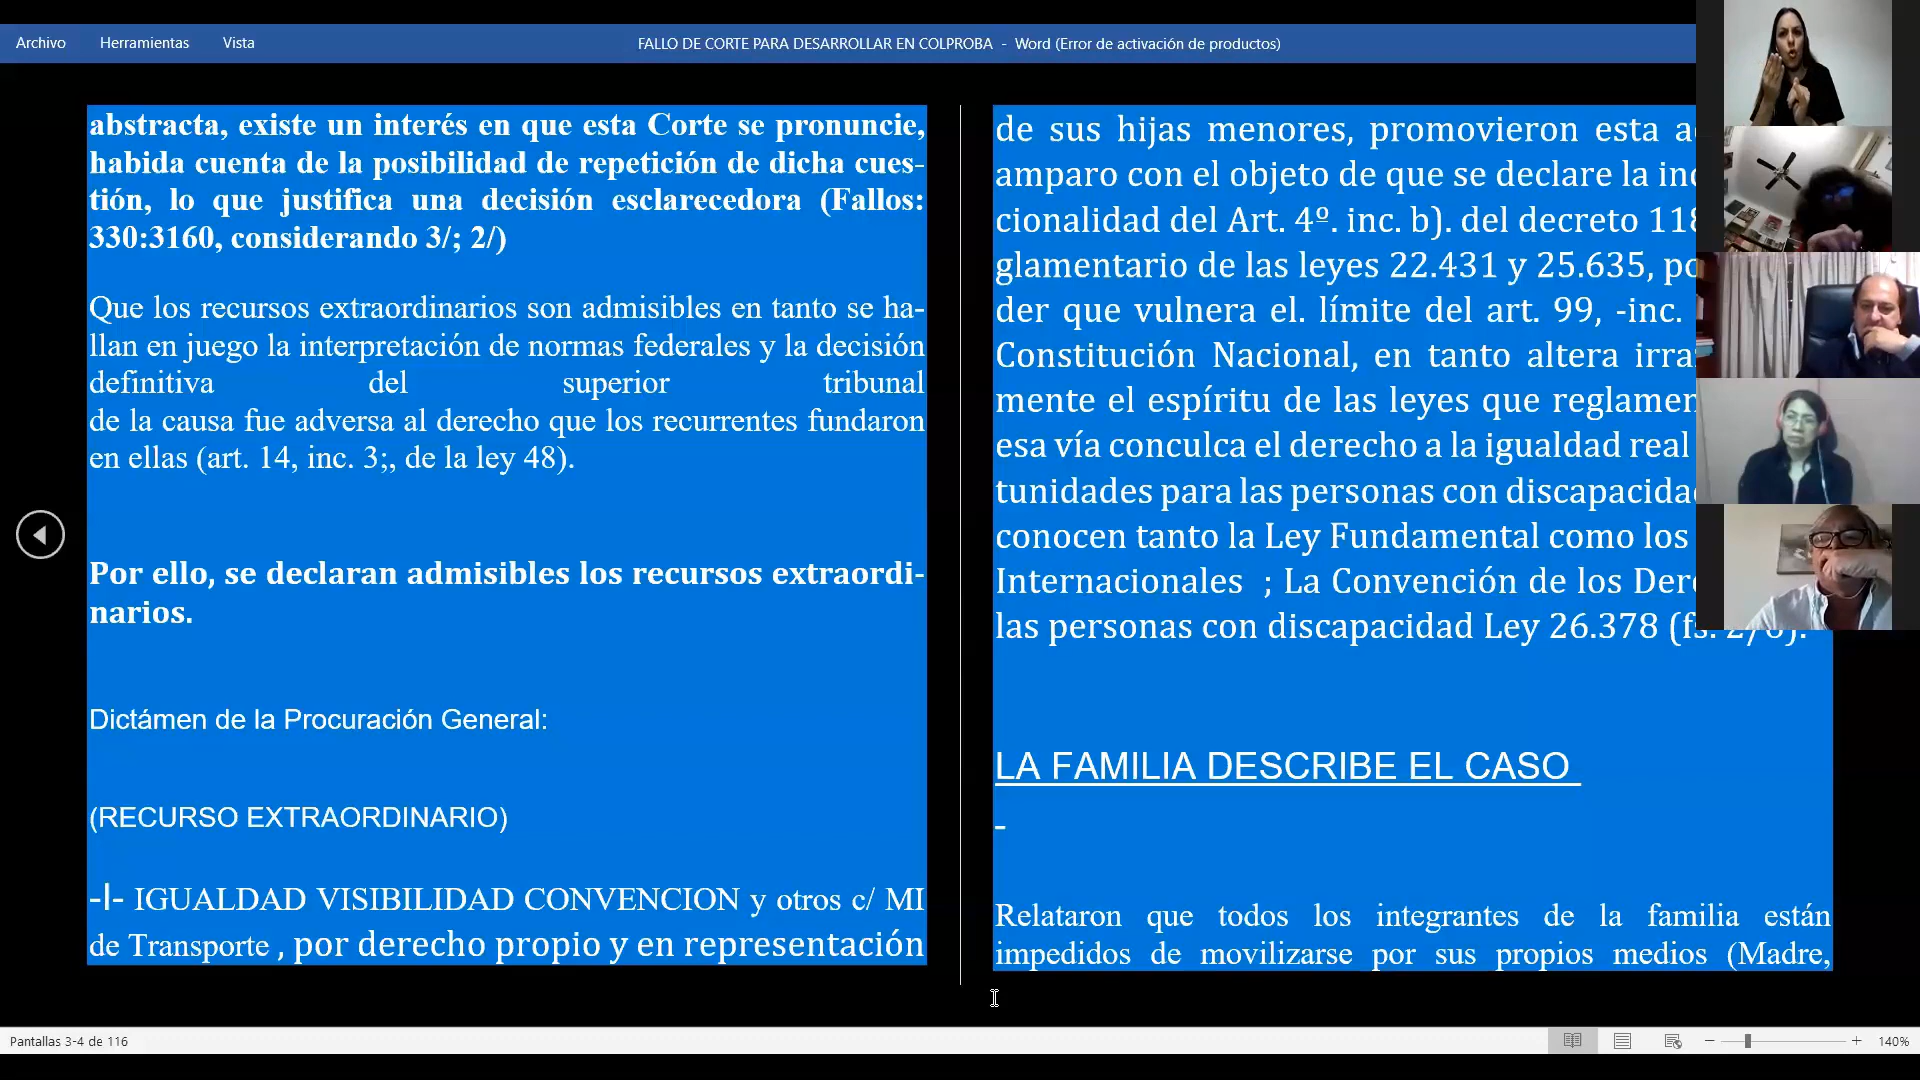 Archivo Herramientas Vista
FALLO DE CORTE PARA DESARROLLAR EN COLPROBA - Word (Error de activación de productos)
abstracta, existe un interés en que esta Corte se pronuncie,
habida cuenta de la posibilidad de repetición de dicha cues-
tión, lo que justifica una decisión esclarecedora (Fallos:
330:3160, considerando 3/; 2/)
Que los recursos extraordinarios son admisibles en tanto se ha-
llan en juego la interpretación de normas federales y la decisión
definitiva del superior tribunal
de la causa fue adversa al derecho que los recurrentes fundaron
en ellas (art. 14, inc. 3;, de la ley 48).
Por ello, se declaran admisibles los recursos extraordi-
narios.
Dictámen de la Procuración General:
(RECURSO EXTRAORDINARIO)
-I- IGUALDAD VISIBILIDAD CONVENCION y otros c/ MI
de Transporte , por derecho propio y en representación
de sus hijas menores, promovieron esta
amparo con el objeto de que se declare la
cionalidad del Art. 4º. inc. b). del decreto
glamentario de las leyes 22.431 y 25.635,
der que vulnera el. límite del art. 99, -inc.
Constitución Nacional, en tanto altera
mente el espíritu de las leyes que
esa vía conculca el derecho a la igualdad real
tunidades para las personas con
conocen tanto la Ley Fundamental como los
Internacionales ; La Convención de los
las personas con discapacidad Ley 26.378
LA FAMILIA DESCRIBE EL CASO
-
Relataron que todos los integrantes de la familia están
impedidos de movilizarse por sus propios medios (Madre,
Pantallas 3-4 de 116
140%